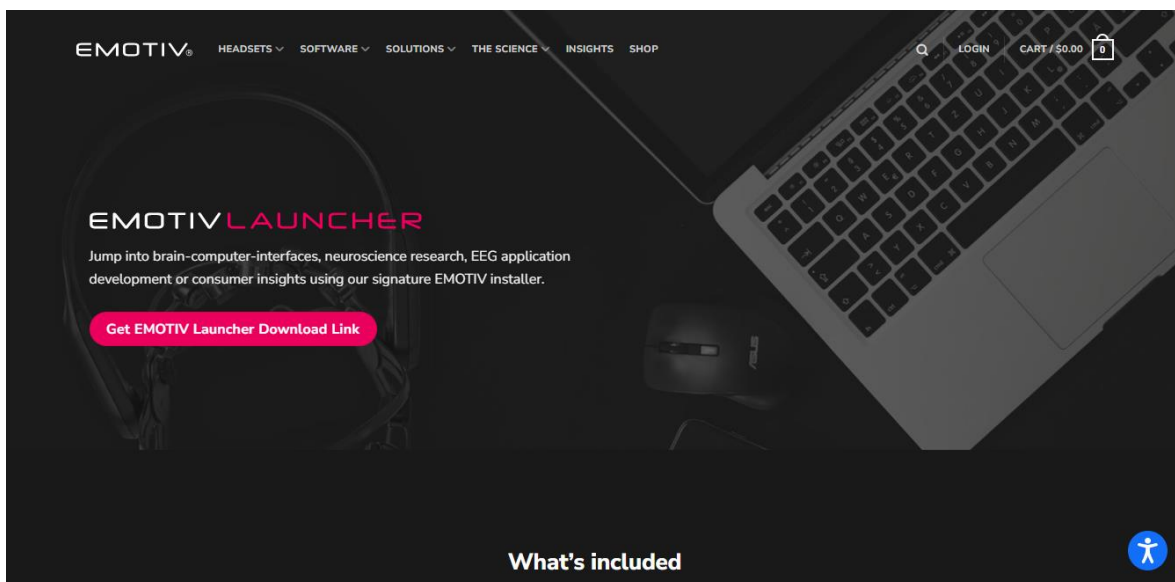 EMOTIV® HEADSETS SOFTWARE SOLUTIONS THE SCIENCE INSIGHTS SHOP LOGIN CART / $0.00 0
EMOTIVLAUNCHER
Jump into brain-computer-interfaces, neuroscience research, EEG application
development or consumer insights using our signature EMOTIV installer.
Get EMOTIV Launcher Download Link
ASUS
What's included